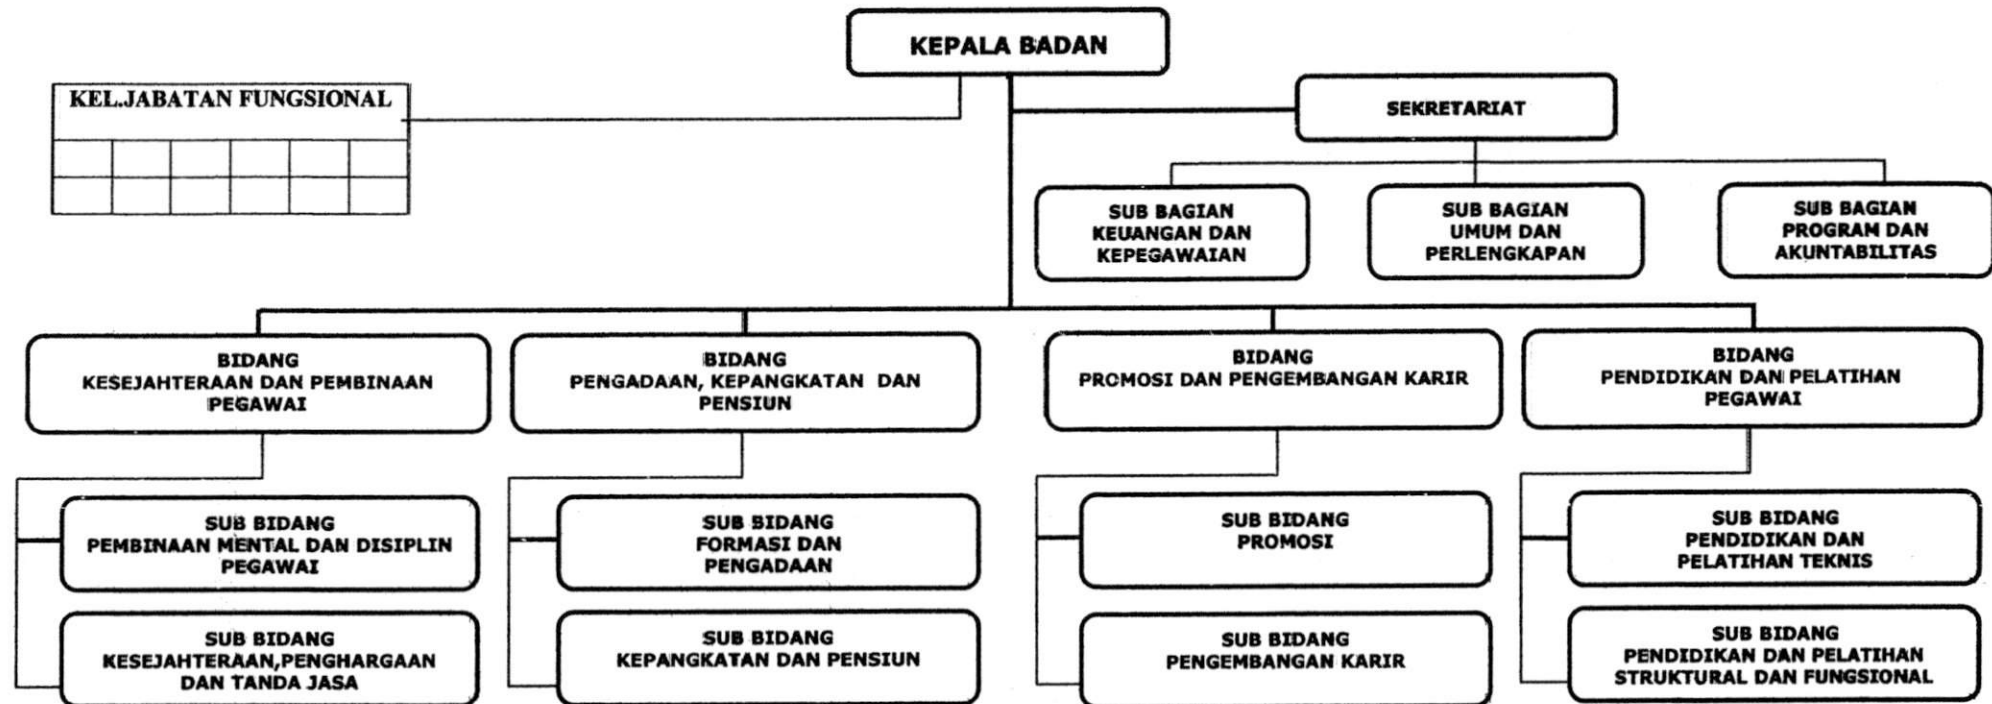 KEPALA BADAN
KEL.JABATAN FUNGSIONAL
SEKRETARIAT
SUB BAGIAN
KEUANGAN DAN
KEPEGAWAIAN
SUB BAGIAN
UMUM DAN
PERLENGKAPAN
SUB BAGIAN
PROGRAM DAN
AKUNTABILITAS
BIDANG
KESEJAHTERAAN DAN PEMBINAAN
PEGAWAI
BIDANG
PENGADAAN, KEPANGKATAN DAN
PENSIUN
BIDANG
PROMOSI DAN PENGEMBANGAN KARIR
BIDANG
PENDIDIKAN DAN PELATIHAN
PEGAWAI
SUB BIDANG
PEMBINAAN MENTAL DAN DISIPLIN
PEGAWAI
SUB BIDANG
FORMASI DAN
PENGADAAN
SUB BIDANG
PROMOSI
SUB BIDANG
PENDIDIKAN DAN
PELATIHAN TEKNIS
SUB BIDANG
KESEJAHTERAAN,PENGHARGAAN
DAN TANDA JASA
SUB BIDANG
KEPANGKATAN DAN PENSIUN
SUB BIDANG
PENGEMBANGAN KARIR
SUB BIDANG
PENDIDIKAN DAN PELATIHAN
STRUKTURAL DAN FUNGSIONAL